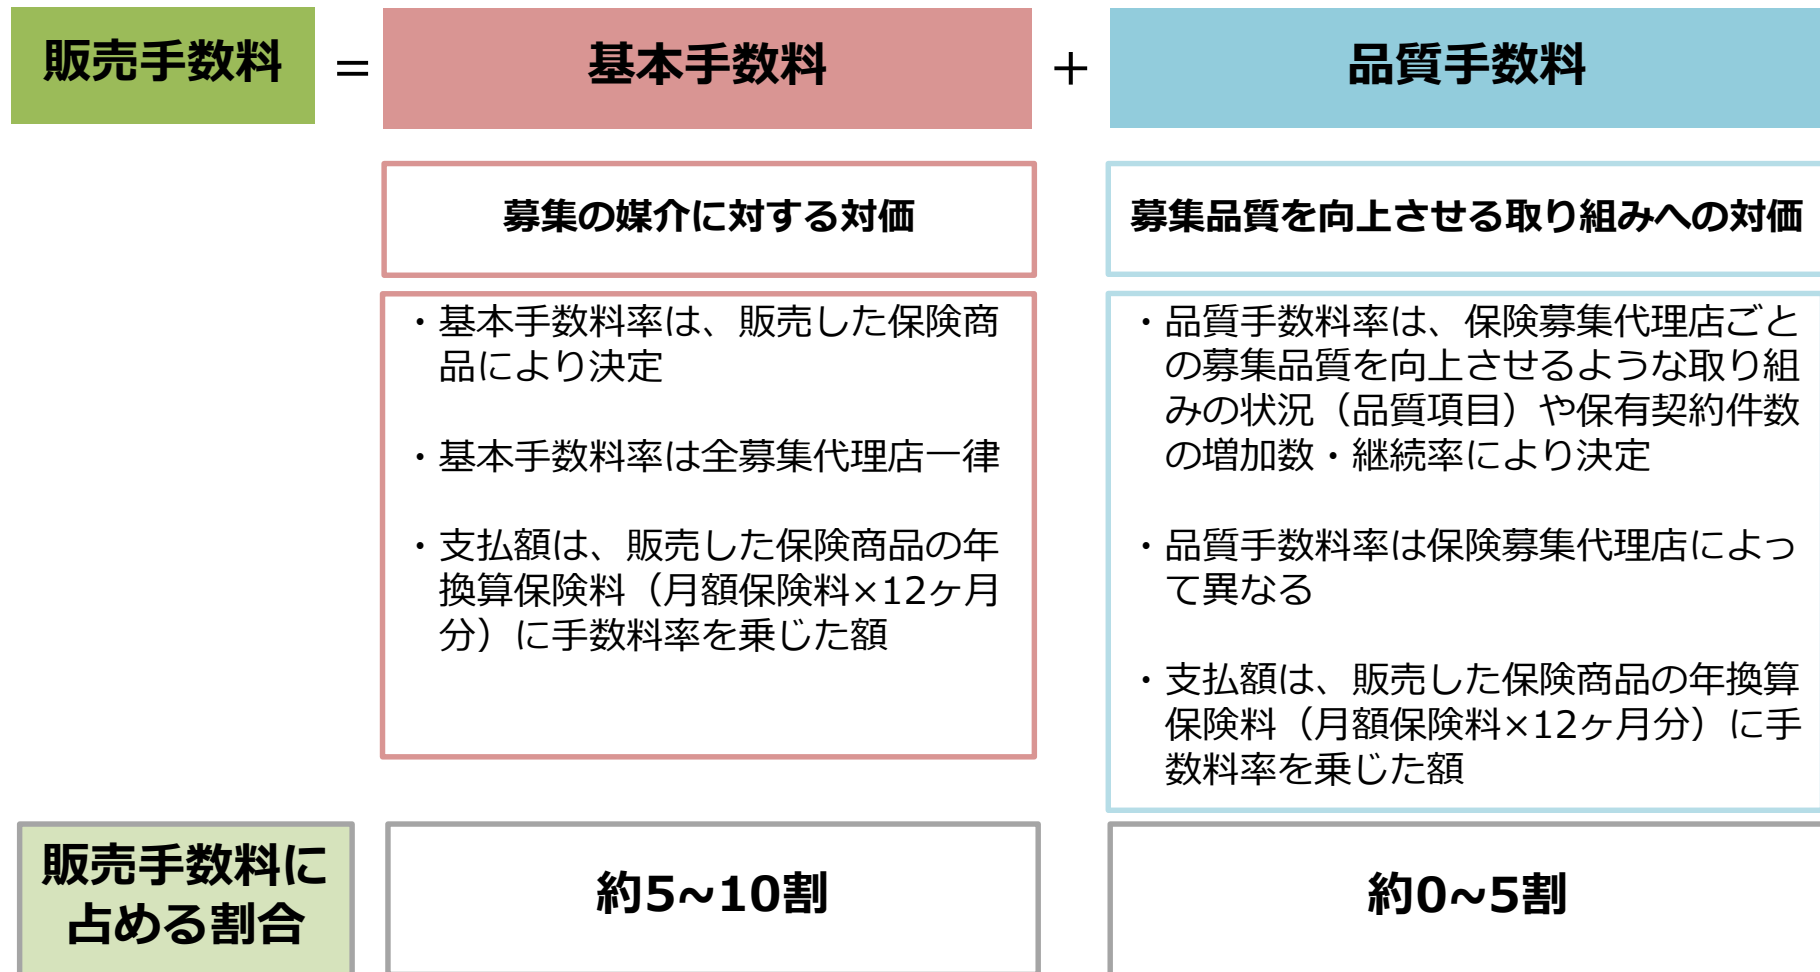 販売手数料 = 基本手数料 + 品質手数料
募集の媒介に対する対価
募集品質を向上させる取り組みへの対価
・基本手数料率は、販売した保険商
品により決定
・基本手数料率は全募集代理店一律
・支払額は、販売した保険商品の年
換算保険料（月額保険料×12ヶ月
分）に手数料率を乗じた額
・品質手数料率は、保険募集代理店ごと
の募集品質を向上させるような取り組
みの状況（品質項目）や保有契約件数
の増加数・継続率により決定
・品質手数料率は保険募集代理店によっ
て異なる
・支払額は、販売した保険商品の年換算
保険料（月額保険料×12ヶ月分）に手
数料率を乗じた額
販売手数料に
占める割合
約5~10割
約0~5割